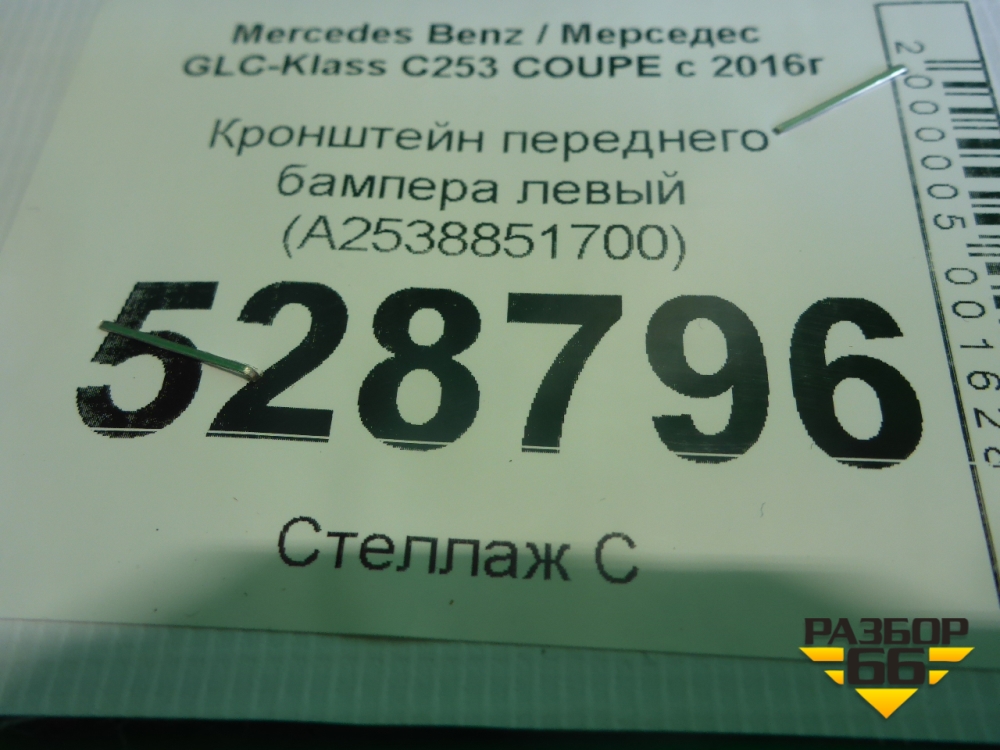 Mercedes Benz / Мерседес
GLC-Klass C253 COUPE с 2016г
Кронштейн переднего
бампера левый
(A2538851700)
528796
Стеллаж С
РАЗБОР
66